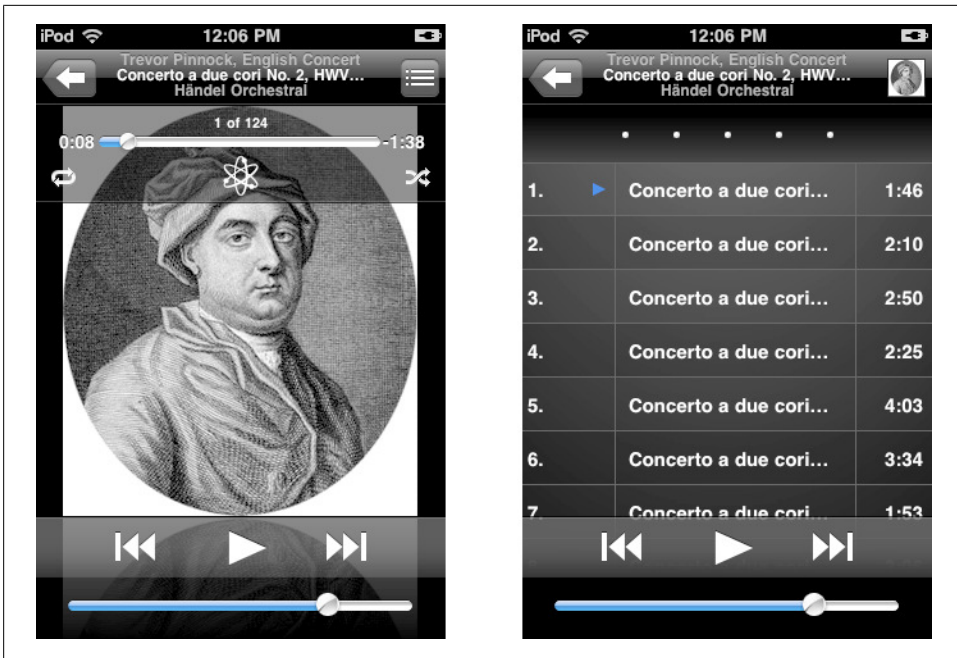 iPod 12:06 PM
Trevor Pinnock, English Concert
Concerto a due cori No. 2, HWV…
Händel Orchestral
1 of 124
0:08 -1:38
iPod 12:06 PM
Trevor Pinnock, English Concert
Concerto a due cori No. 2, HWV…
Händel Orchestral
1. Concerto a due cori… 1:46
2. Concerto a due cori… 2:10
3. Concerto a due cori… 2:50
4. Concerto a due cori… 2:25
5. Concerto a due cori… 4:03
6. Concerto a due cori… 3:34
7. Concerto a due cori… 1:53